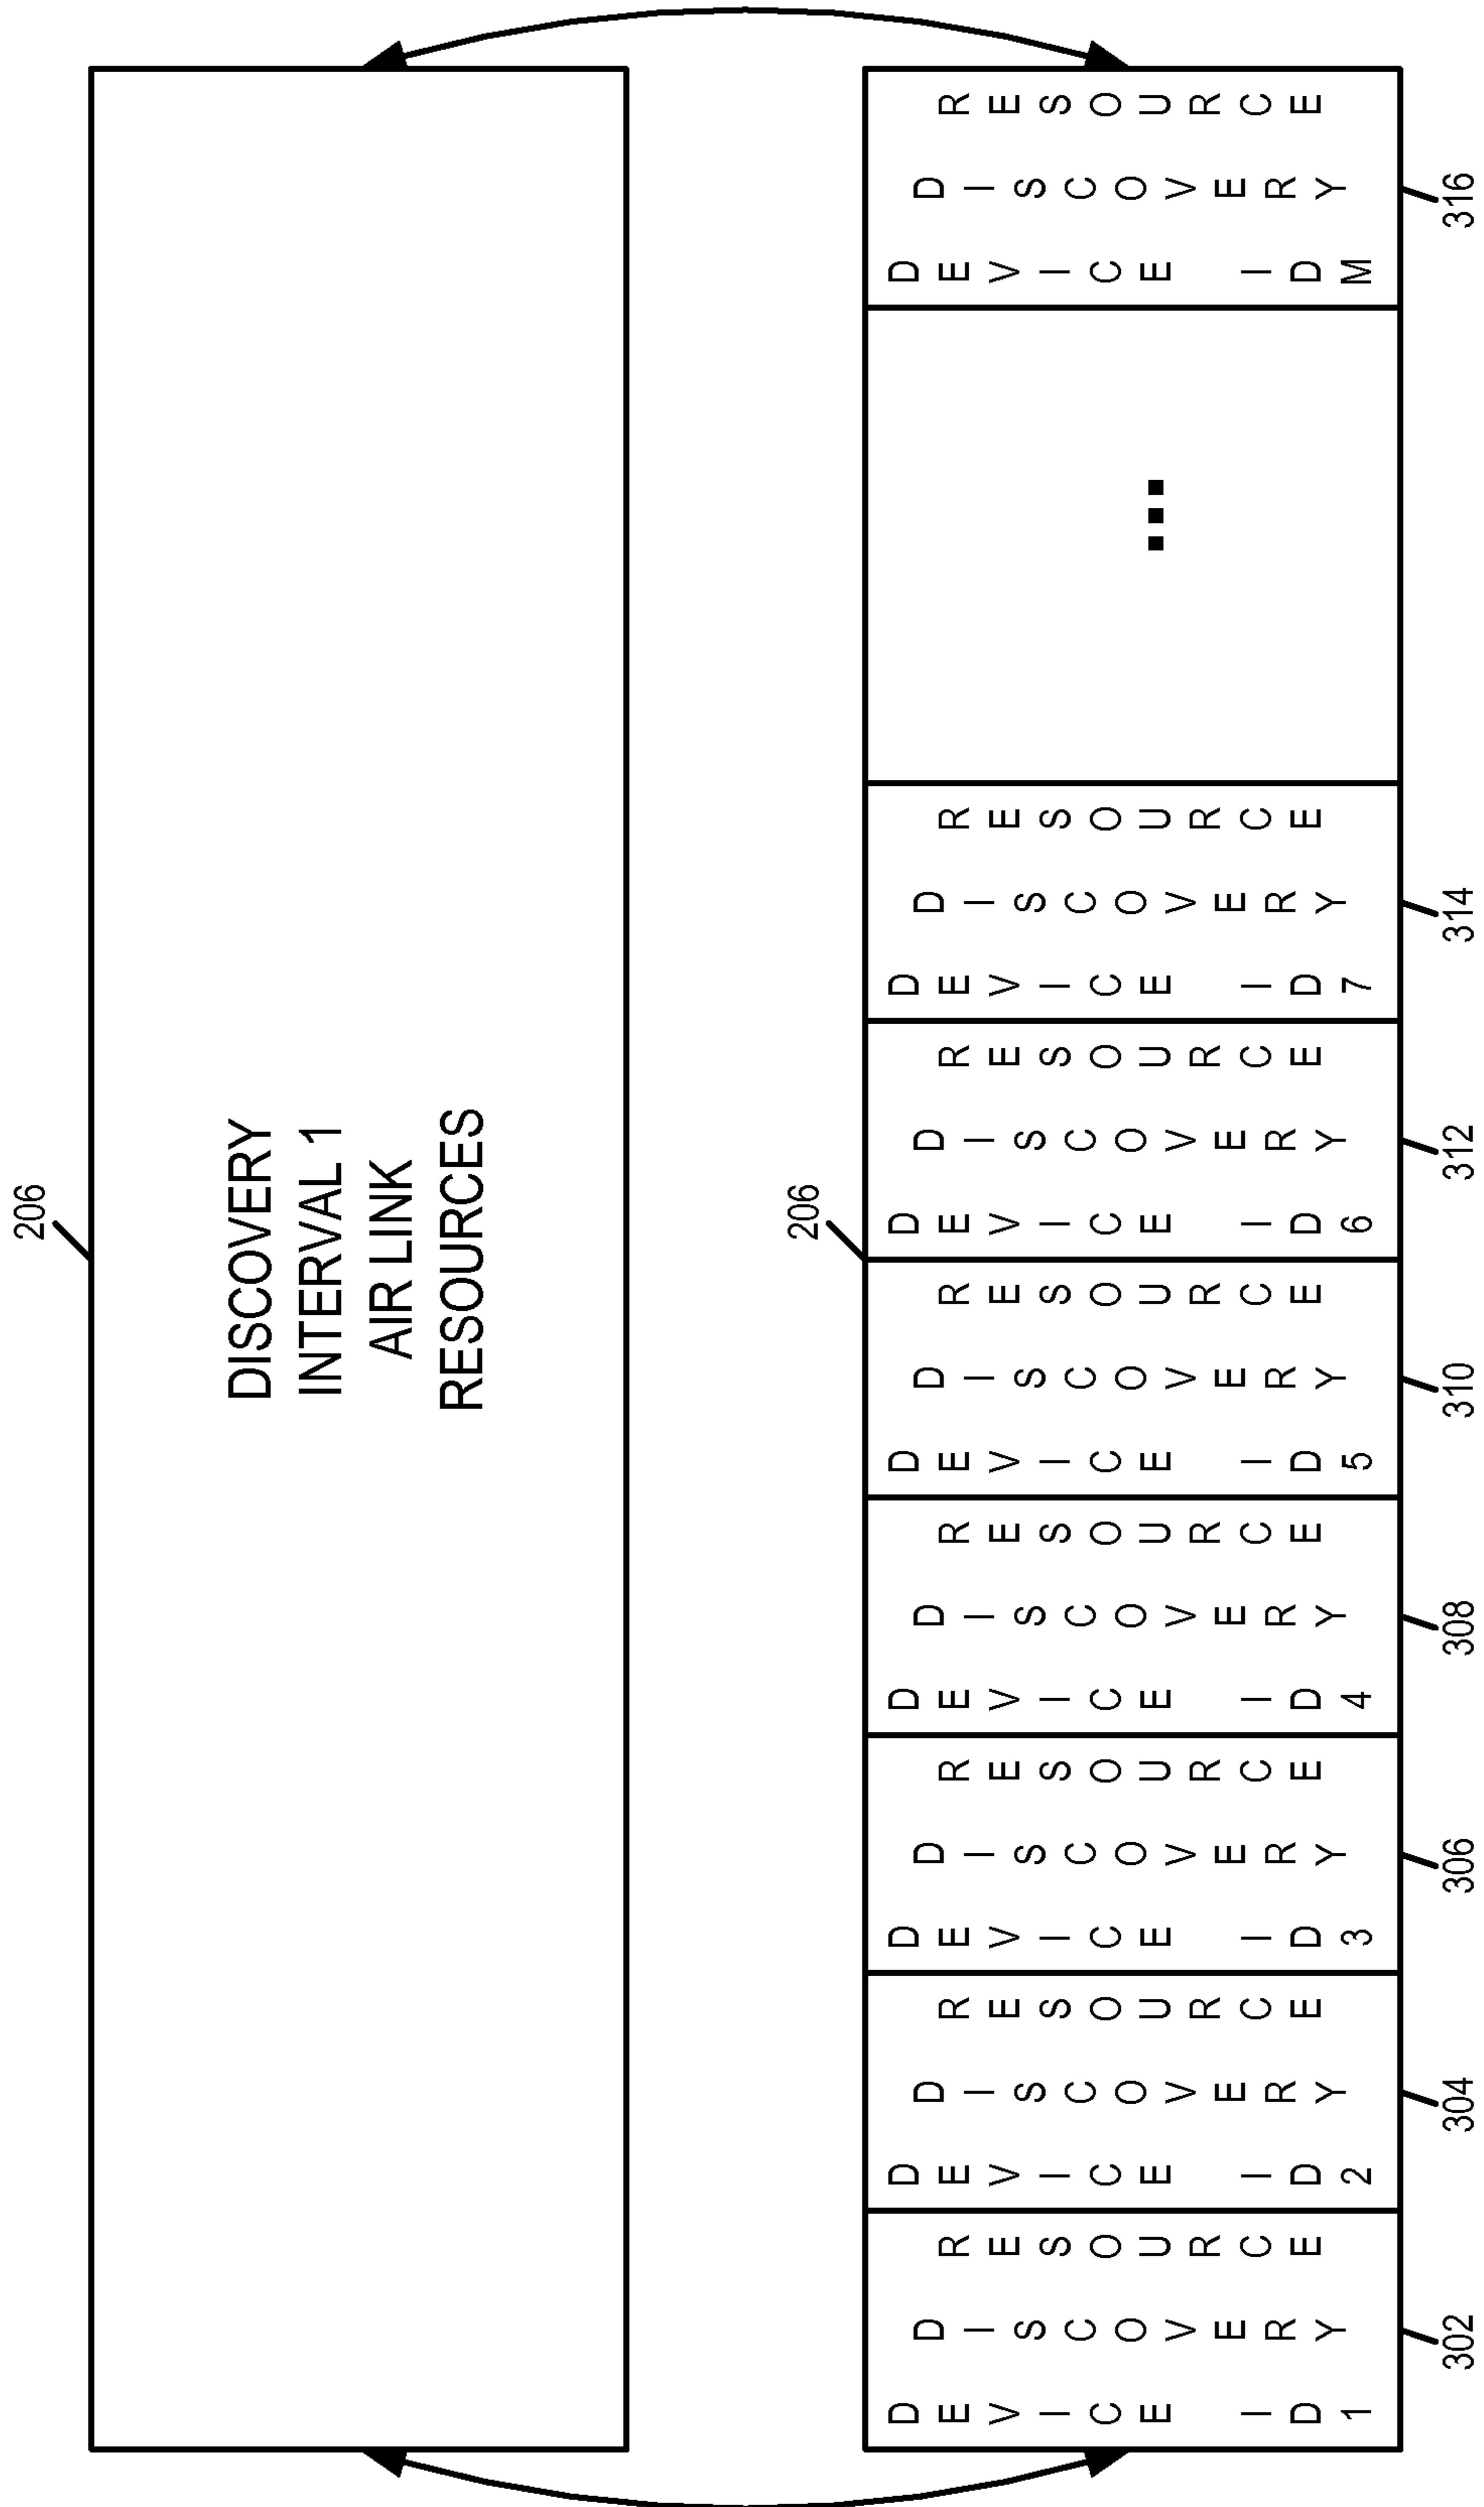 206
DISCOVERY
INTERVAL 1
AIR LINK
RESOURCES
206
DEVICE ID 1
DISCOVERY
RESOURCE
DEVICE ID 2
DISCOVERY
RESOURCE
DEVICE ID 3
DISCOVERY
RESOURCE
DEVICE ID 4
DISCOVERY
RESOURCE
DEVICE ID 5
DISCOVERY
RESOURCE
DEVICE ID 6
DISCOVERY
RESOURCE
DEVICE ID 7
DISCOVERY
RESOURCE
...
DEVICE ID M
DISCOVERY
RESOURCE
302
304
306
308
310
312
314
316